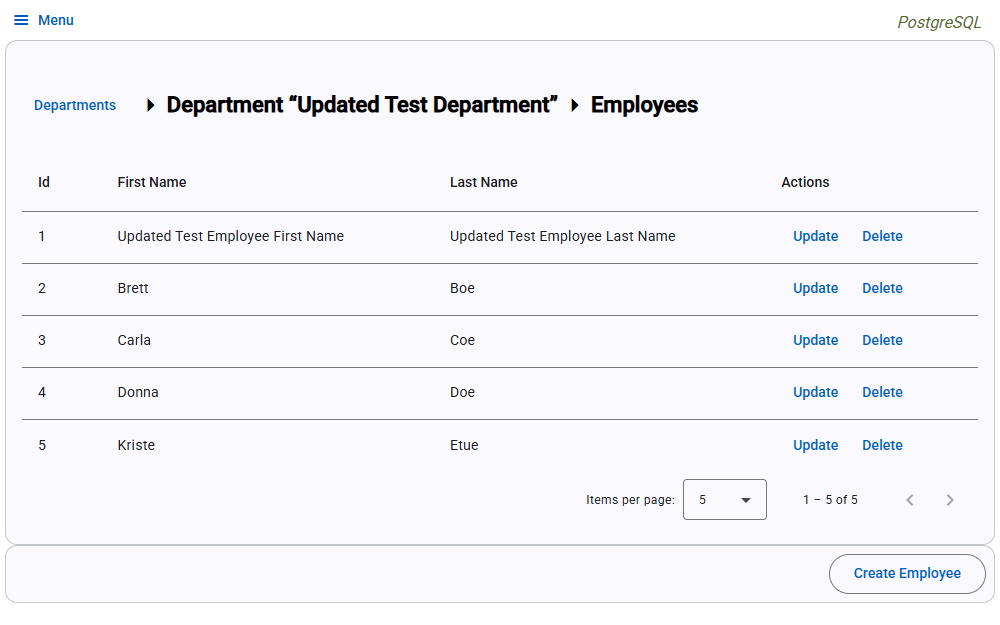 Menu
PostgreSQL
Departments Department “Updated Test Department” Employees
Id First Name Last Name Actions
1 Updated Test Employee First Name Updated Test Employee Last Name Update Delete
2 Brett Boe Update Delete
3 Carla Coe Update Delete
4 Donna Doe Update Delete
5 Kriste Etue Update Delete
Items per page: 5 1 – 5 of 5
Create Employee